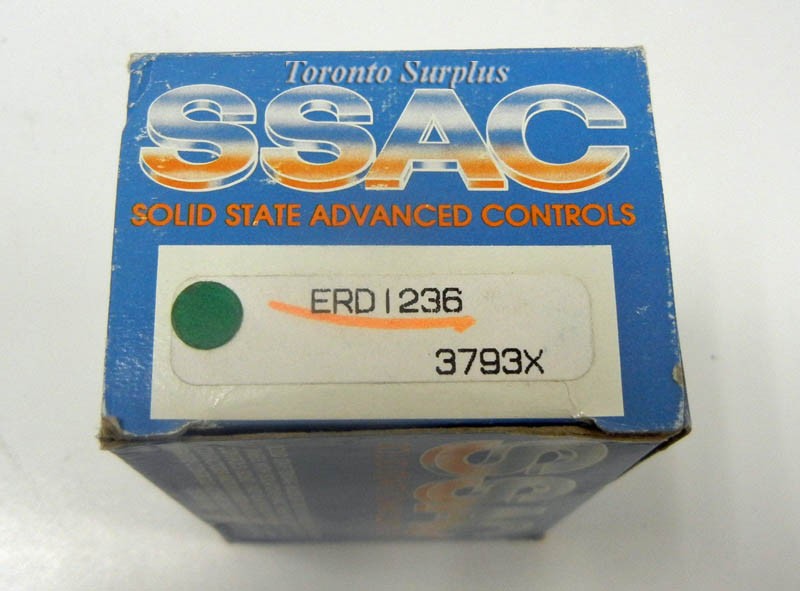 Toronto Surplus
SSAC
SOLID STATE ADVANCED CONTROLS
ERD1236
3793X